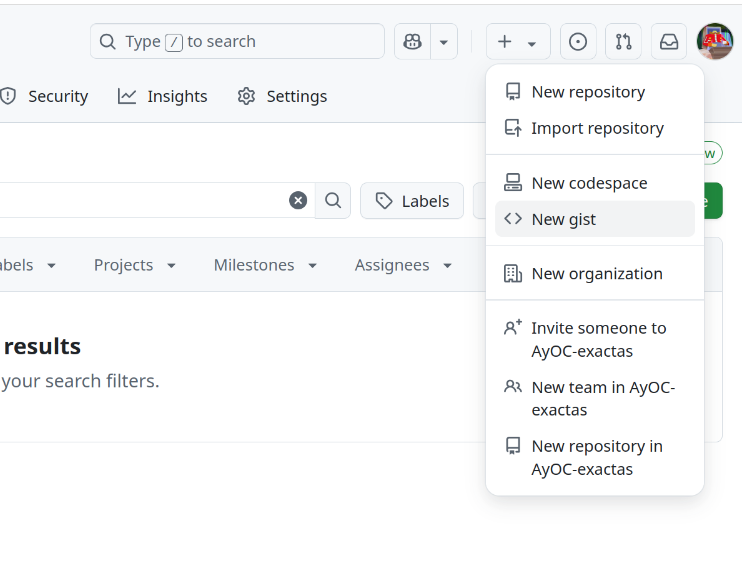 Type / to search
Security
Insights
Settings
New repository
Import repository
w
New codespace
Labels
New gist
e
abels
Projects
Milestones
Assignees
New organization
results
your search filters.
Invite someone to
AyOC-exactas
New team in AyOC-
exactas
New repository in
AyOC-exactas